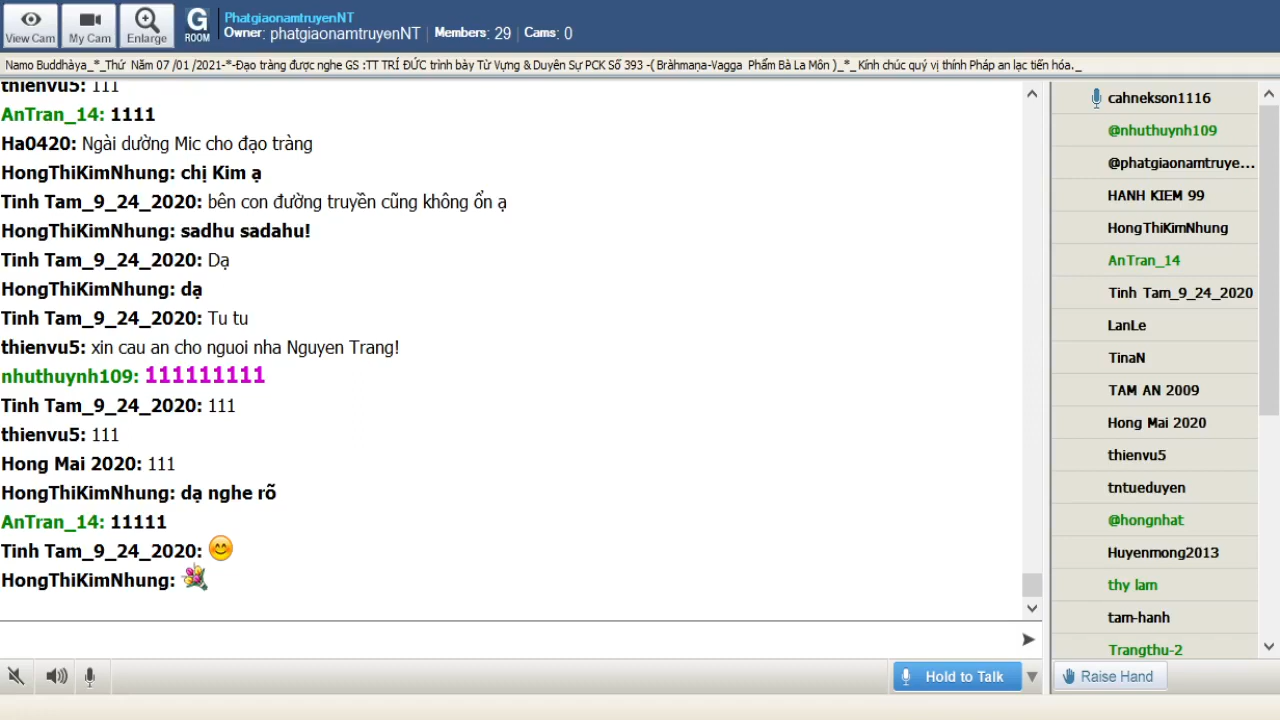 View Cam
My Cam
Enlarge
G
ROOM
PhatgiaonamtruyenNT
Owner: phatgiaonamtruyenNT
Members: 29
Cams: 0
Namo Buddhàya_*_Thứ Năm 07 /01 /2021-*-Đạo tràng được nghe GS :TT TRÍ ĐỨC trình bày Từ Vựng & Duyên Sự PCK Số 393 -( Bràhmaṇa-Vagga Phẩm Bà La Môn )_*_ Kính chúc quý vị thính Pháp an lạc tiến hóa._
thienvu5: 111
AnTran_14: 1111
Ha0420: Ngài dường Mic cho đạo tràng
HongThiKimNhung: chị Kim ạ
Tinh Tam_9_24_2020: bên con đường truyền cũng không ổn ạ
HongThiKimNhung: sadhu sadahu!
Tinh Tam_9_24_2020: Dạ
HongThiKimNhung: dạ
Tinh Tam_9_24_2020: Tu tu
thienvu5: xin cau an cho nguoi nha Nguyen Trang!
nhuthuynh109: 111111111
Tinh Tam_9_24_2020: 111
thienvu5: 111
Hong Mai 2020: 111
HongThiKimNhung: dạ nghe rõ
AnTran_14: 11111
Tinh Tam_9_24_2020: 😊
HongThiKimNhung: 💐
Hold to Talk
cahnekson1116
@nhuthuynh109
@phatgiaonamtruye...
HANH KIEM 99
HongThiKimNhung
AnTran_14
Tinh Tam_9_24_2020
LanLe
TinaN
TAM AN 2009
Hong Mai 2020
thienvu5
tntueduyen
@hongnhat
Huyenmong2013
thy lam
tam-hanh
Trangthu-2
Raise Hand